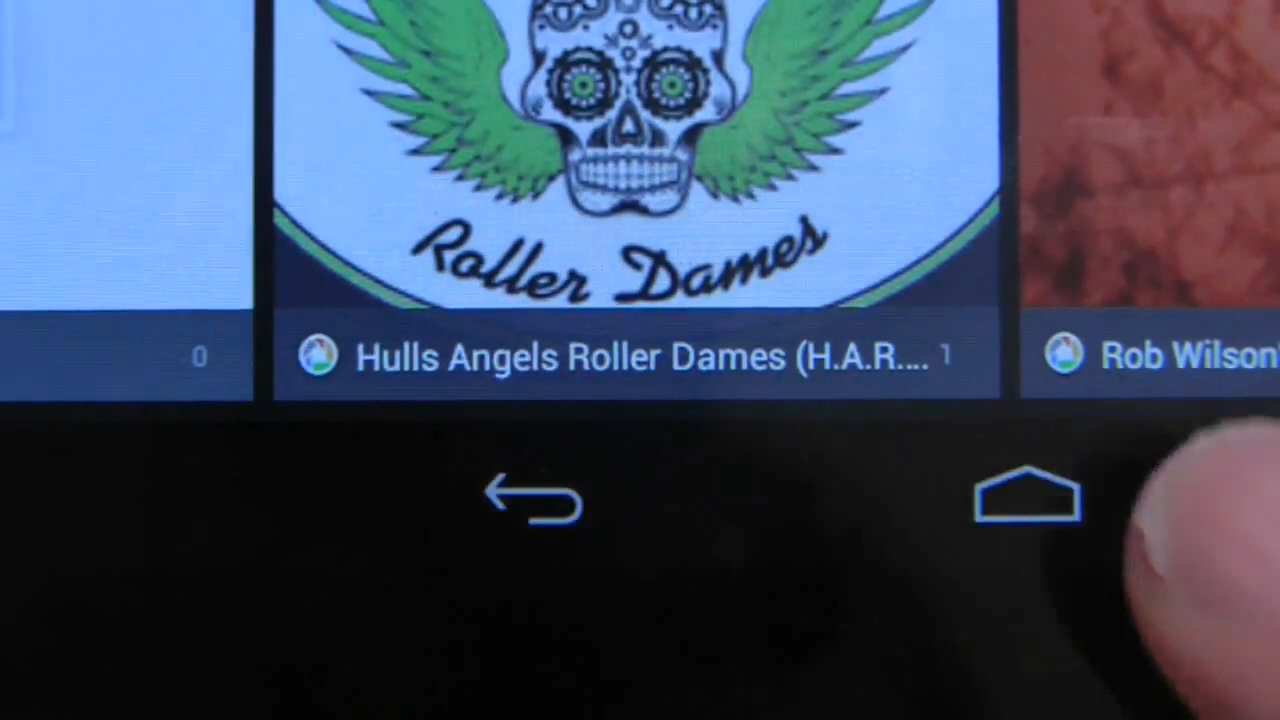 Roller Dames
0
Hulls Angels Roller Dames (H.A.R.... 1
Rob Wilson'